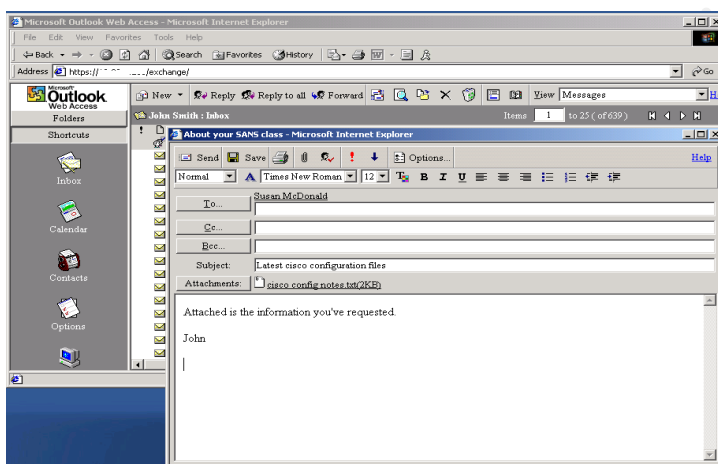 Microsoft Outlook Web Access - Microsoft Internet Explorer
File Edit View Favorites Tools Help
Back Search Favorites History
Address https:// /exchange/ Go
Microsoft
Outlook
Web Access
New Reply Reply to all Forward View Messages
Folders
John Smith : Inbox Items 1 to 25 ( of 639 )
Shortcuts
Inbox
Calendar
Contacts
Options
About your SANS class - Microsoft Internet Explorer
Send Save Options... Help
Normal Times New Roman 12 B I U
To... Susan McDonald
Cc...
Bcc...
Subject: Latest cisco configuration files
Attachments: cisco config notes.txt(2KB)
Attached is the information you've requested.
John